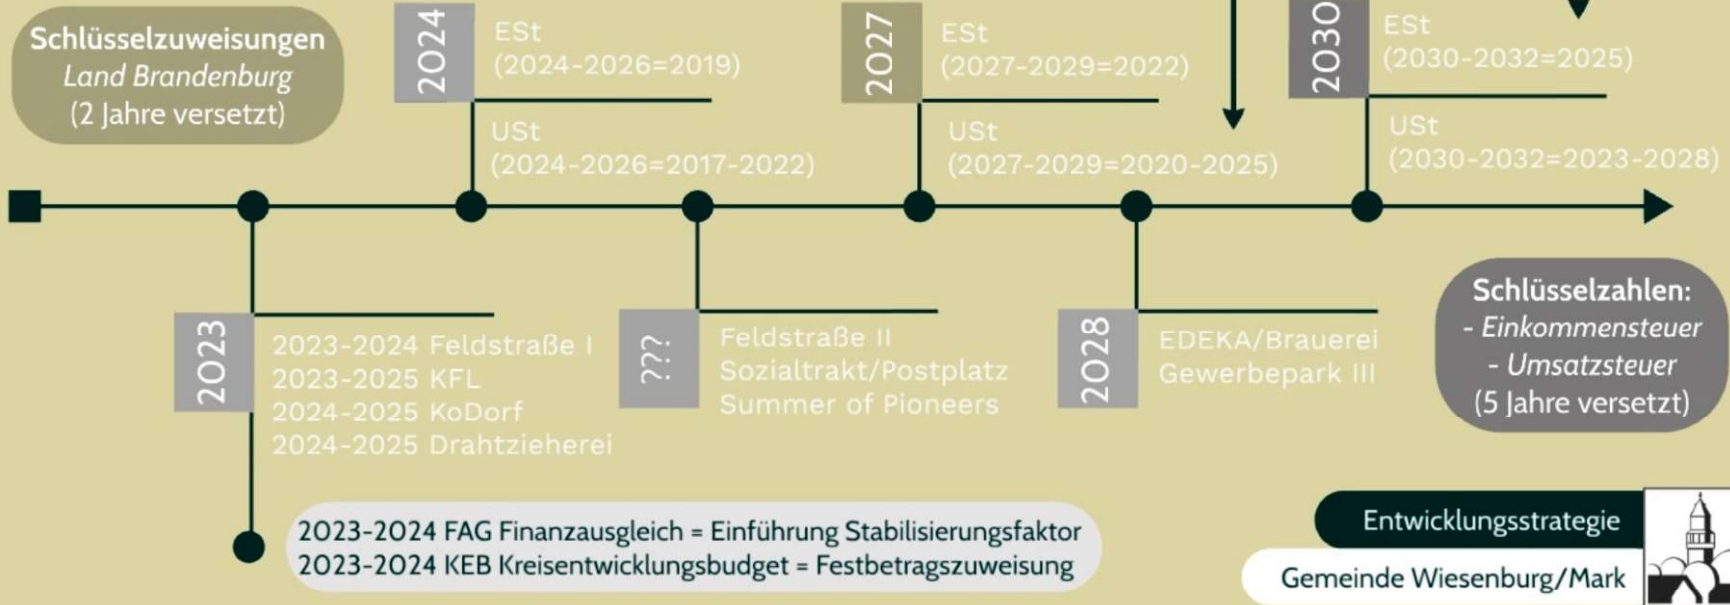 Schlüsselzuweisungen
Land Brandenburg
(2 Jahre versetzt)
2024
ESt
(2024-2026=2019)
USt
(2024-2026=2017-2022)
2027
ESt
(2027-2029=2022)
USt
(2027-2029=2020-2025)
2030
ESt
(2030-2032=2025)
USt
(2030-2032=2023-2028)
2023
2023-2024 Feldstraße I
2023-2025 KFL
2024-2025 KoDorf
2024-2025 Drahtzieherei
???
Feldstraße II
Sozialtrakt/Postplatz
Summer of Pioneers
2028
EDEKA/Brauerei
Gewerbepark III
Schlüsselzahlen:
- Einkommensteuer
- Umsatzsteuer
(5 Jahre versetzt)
2023-2024 FAG Finanzausgleich = Einführung Stabilisierungsfaktor
2023-2024 KEB Kreisentwicklungsbudget = Festbetragszuweisung
Entwicklungsstrategie
Gemeinde Wiesenburg/Mark